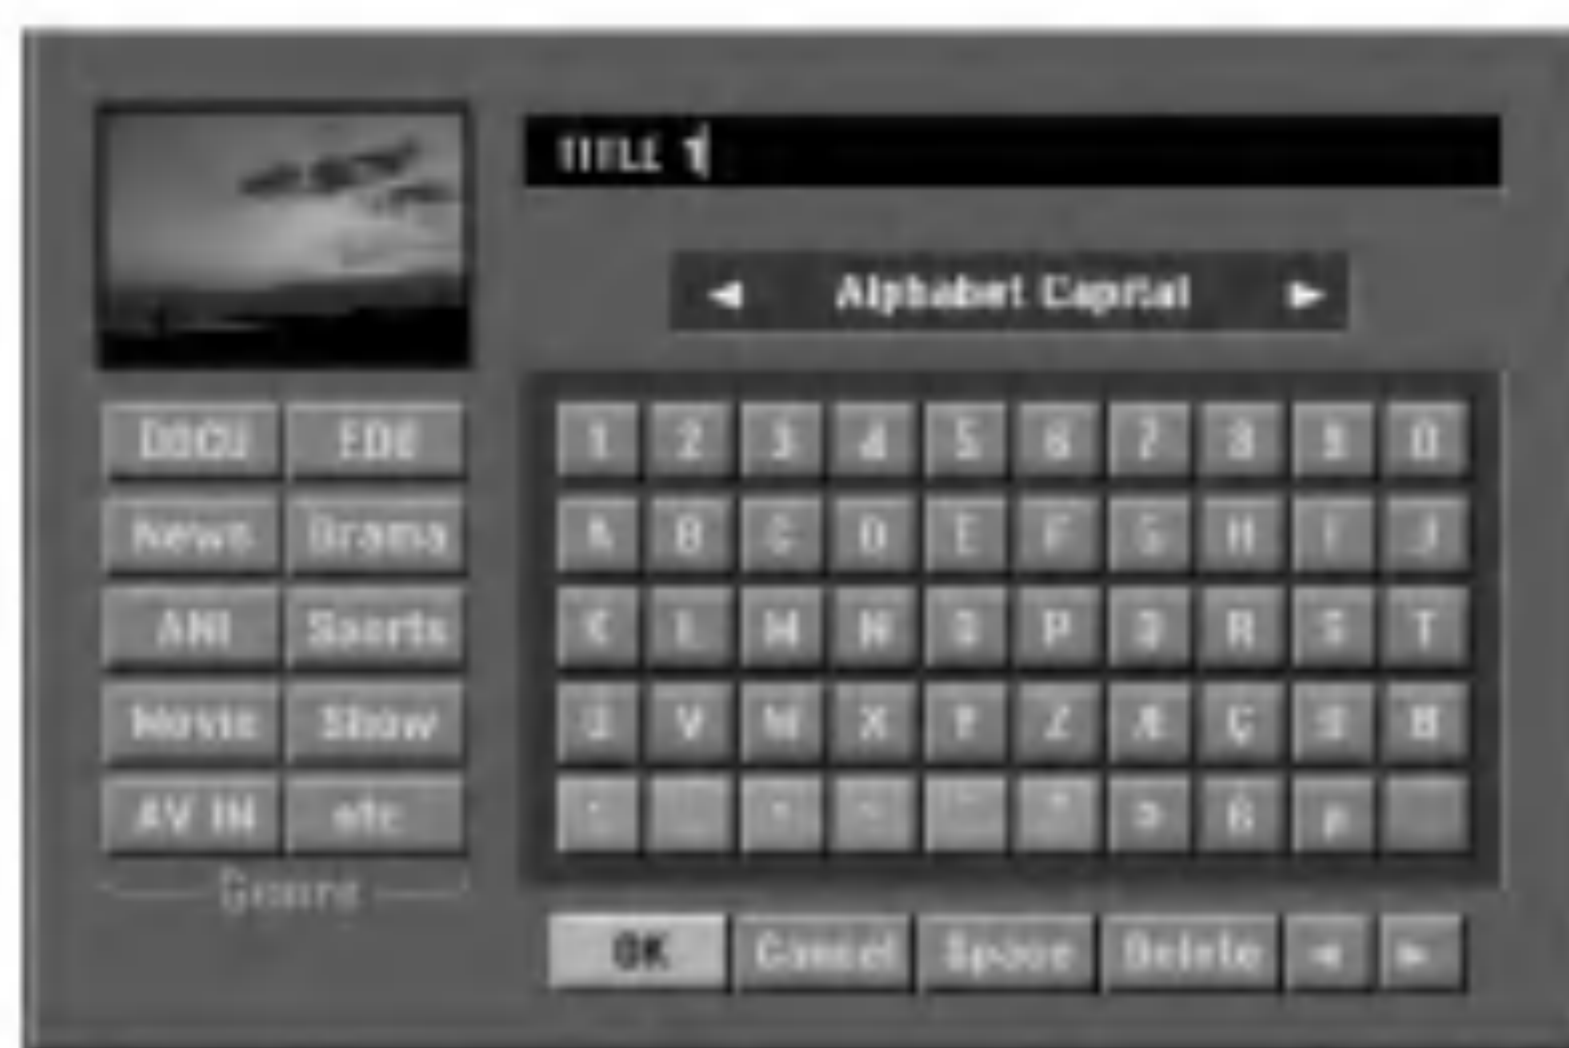 TITLE 1
Alphabet Capital
DOCU EDU
News Drama
ANI Sports
Movie Show
AV IN etc
Genre
1 2 3 4 5 6 7 8 9 0
A B C D E F G H I J
K L M N O P Q R S T
U V W X Y Z Æ Ç
OK Cancel Space Delete ◄ ►